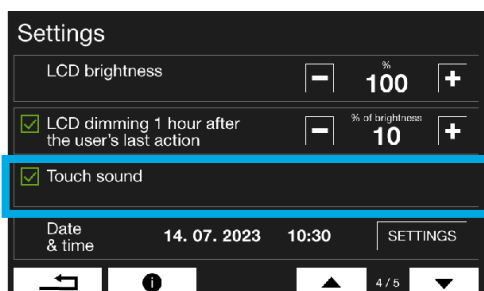 Settings
LCD brightness
%
− 100 +
LCD dimming 1 hour after
the user's last action
% of brightness
− 10 +
Touch sound
Date
& time
14. 07. 2023 10:30 SETTINGS
i
4/5